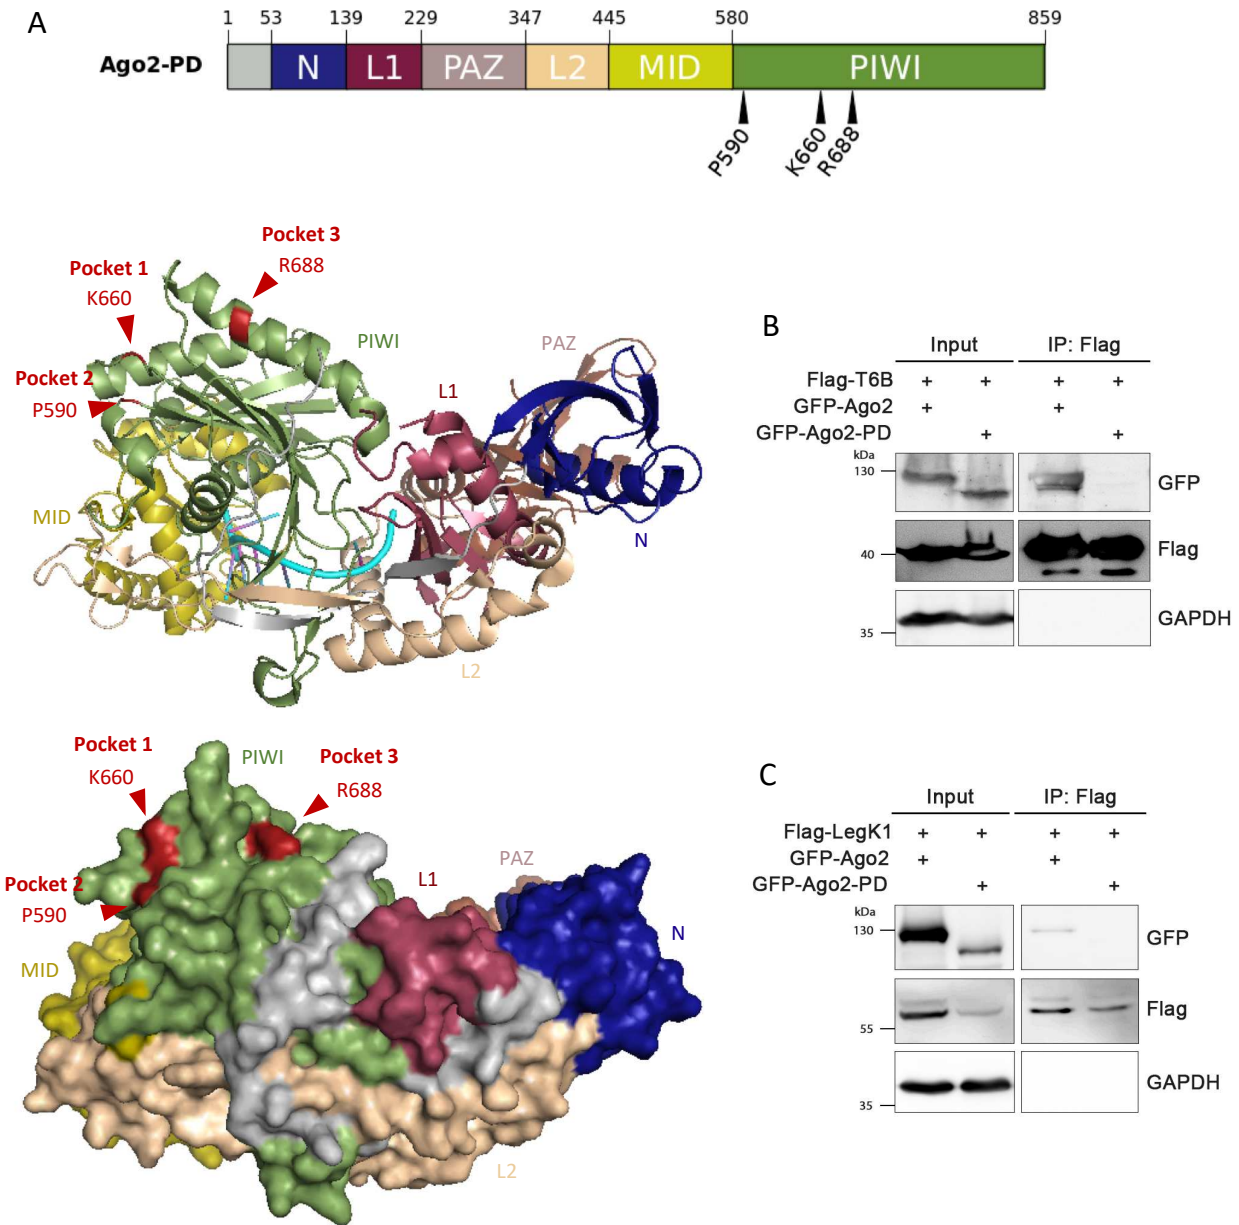 A
1 53 139 229 347 445 580 859
Ago2-PD N L1 PAZ L2 MID PIWI
P590 K660 R688
Pocket 3
R688
Pocket 1
K660
PIWI
PAZ
Pocket 2
P590
L1
MID
N
L2
Pocket 1
K660
PIWI
Pocket 3
R688
PAZ
L1
Pocket 2
P590
N
MID
L2
B
Input IP: Flag
Flag-T6B + + + +
GFP-Ago2 + +
GFP-Ago2-PD + +
kDa
130 GFP
40 Flag
GAPDH
35
C
Input IP: Flag
Flag-LegK1 + + + +
GFP-Ago2 + +
GFP-Ago2-PD + +
kDa
130 GFP
Flag
55
GAPDH
35